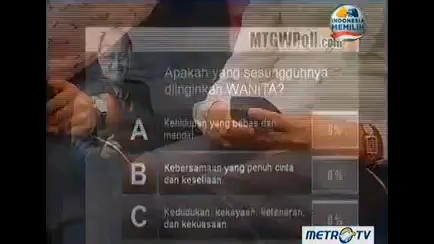 INDONESIA
MEMILIH
MTGWPoll.com
Apakah yang sesungguhnya
diinginkan WANITA?
A
Kehidupan yang bebas dan
mandiri.
0%
B
Kebersamaan yang penuh cinta
dan kesetiaan.
0%
C
Kedudukan, kekayaan, ketenaran,
dan kekuasaan
0%
METRO TV